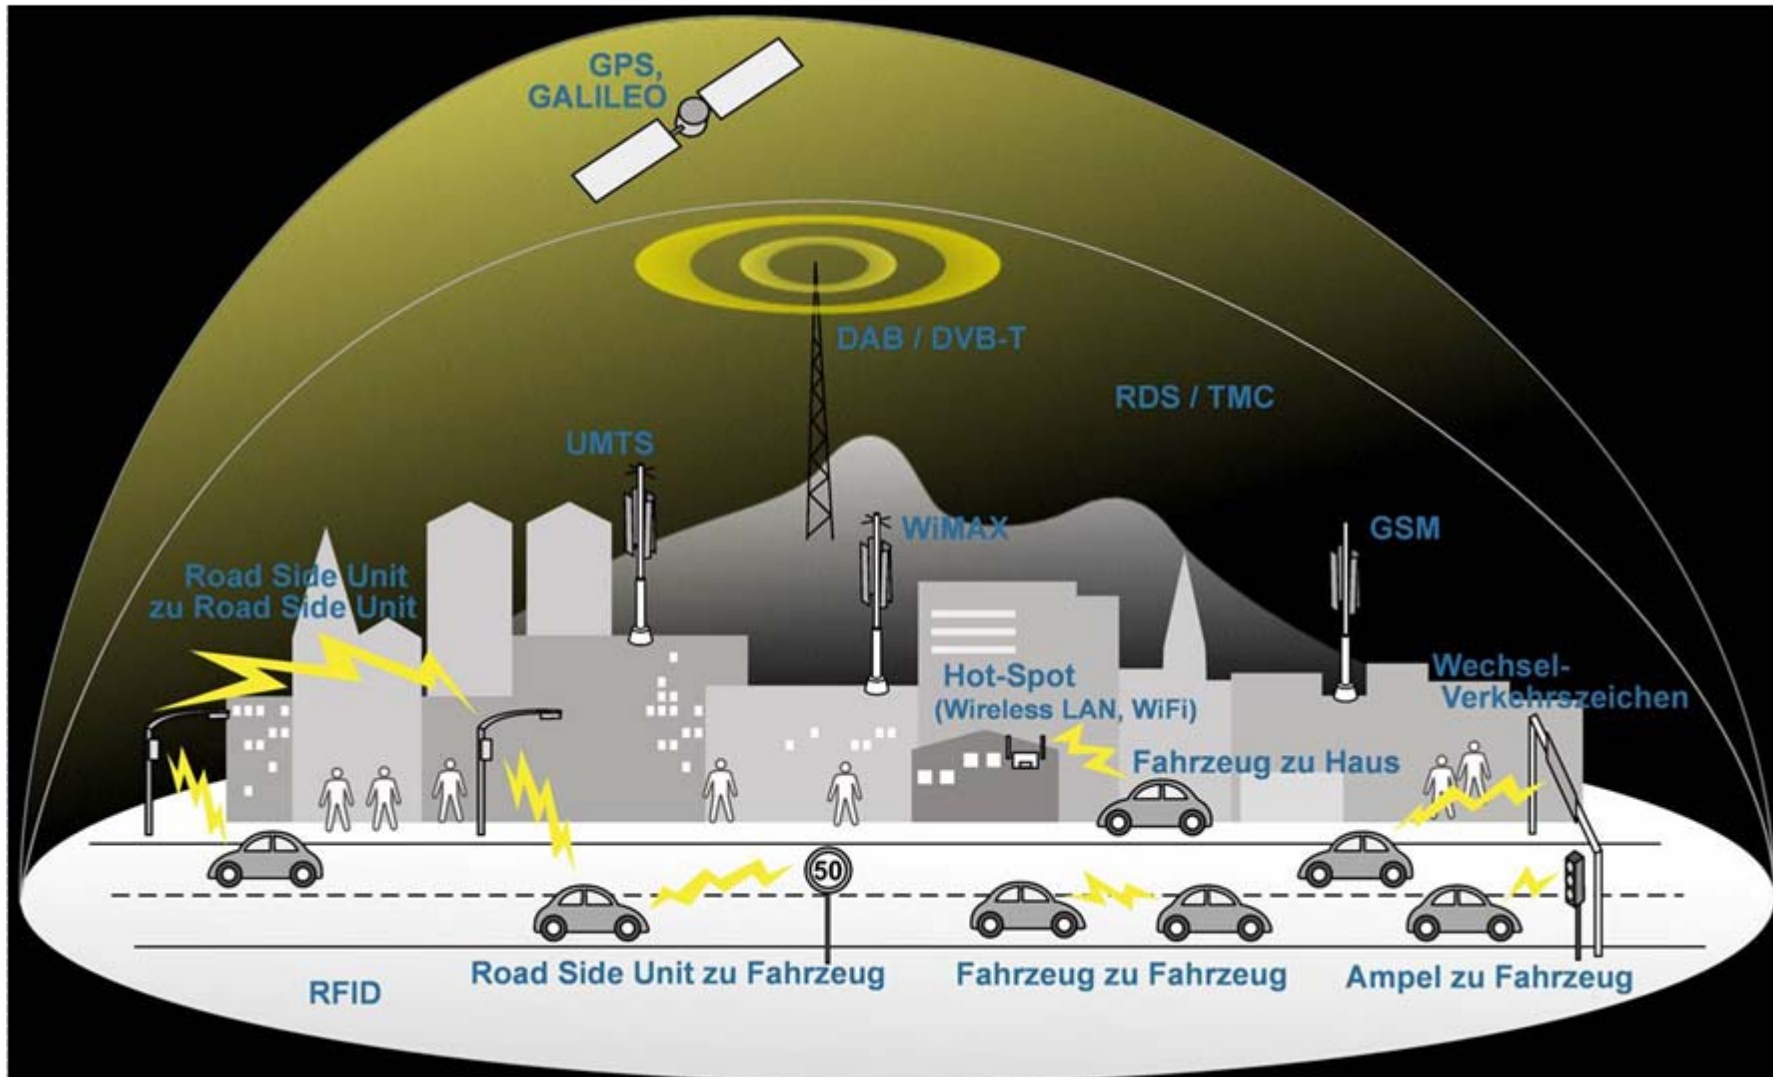 GPS,
GALILEO
DAB / DVB-T
RDS / TMC
UMTS
WiMAX
GSM
Road Side Unit
zu Road Side Unit
Hot-Spot
(Wireless LAN, WiFi)
Wechsel-
Verkehrszeichen
Fahrzeug zu Haus
50
Road Side Unit zu Fahrzeug
Fahrzeug zu Fahrzeug
Ampel zu Fahrzeug
RFID